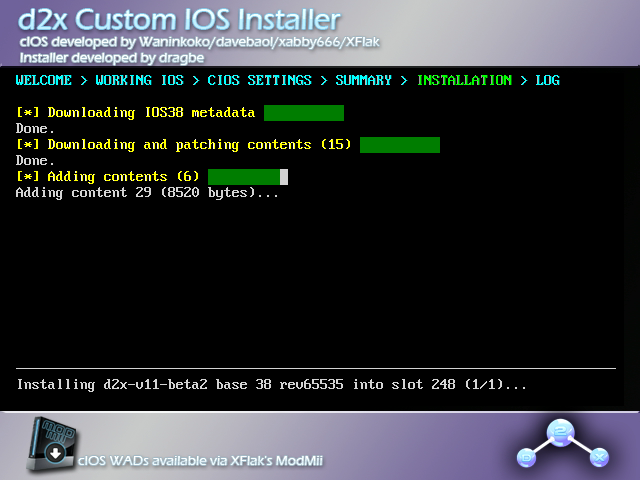 d2x Custom IOS Installer
cIOS developed by Waninkoko/davebaol/xabby666/XFlak
Installer developed by dragbe
WELCOME > WORKING IOS > CIOS SETTINGS > SUMMARY > INSTALLATION > LOG
[*] Downloading IOS38 metadata
Done.
[*] Downloading and patching contents (15)
Done.
[*] Adding contents (6)
Adding content 29 (8520 bytes)...
Installing d2x-v11-beta2 base 38 rev65535 into slot 248 (1/1)...
cIOS WADs available via XFlak's ModMii
D 2 X